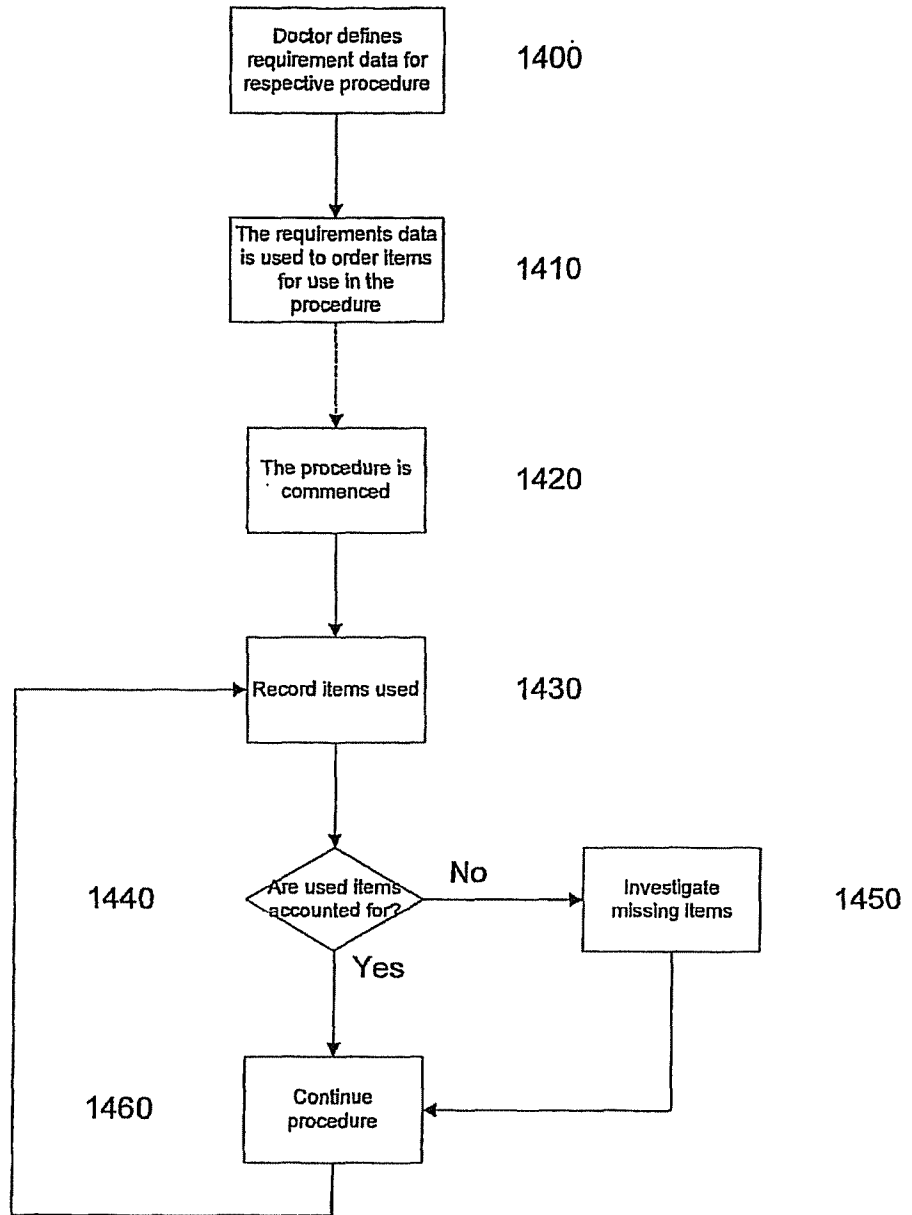 Doctor defines
requirement data for
respective procedure
1400
The requirements data
is used to order items
for use in the
procedure
1410
The procedure is
commenced
1420
Record items used
1430
1440
Are used items
accounted for?
No
Investigate
missing items
1450
Yes
1460
Continue
procedure